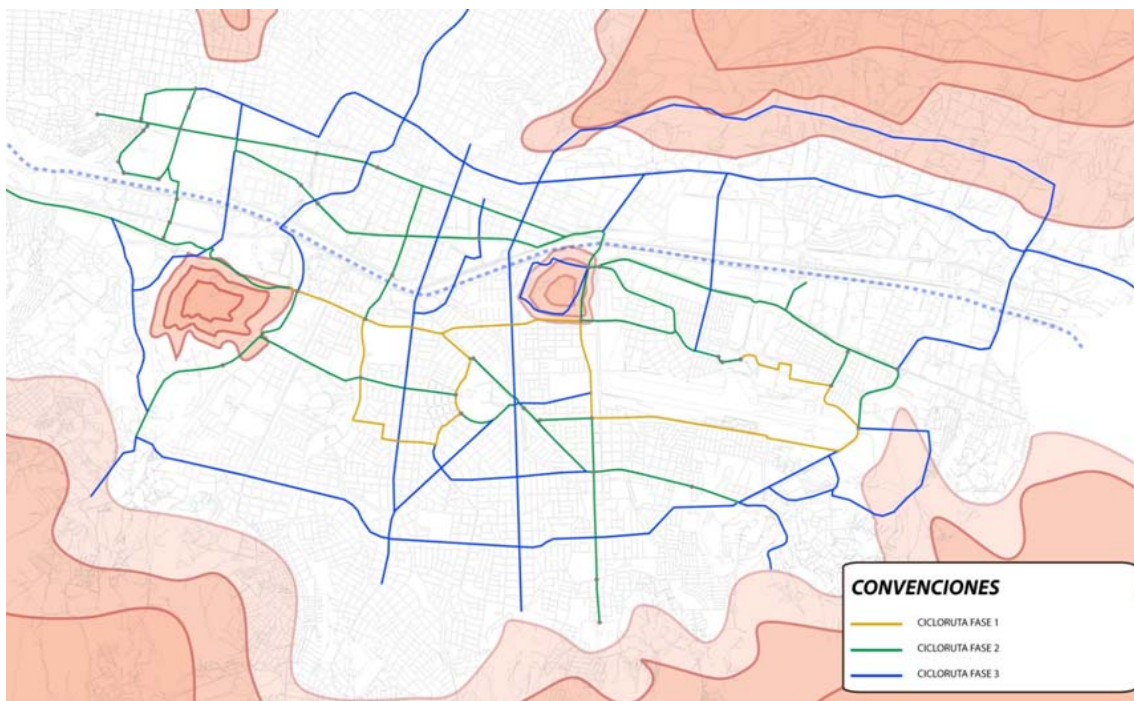 CONVENCIONES
CICLORUTA FASE 1
CICLORUTA FASE 2
CICLORUTA FASE 3